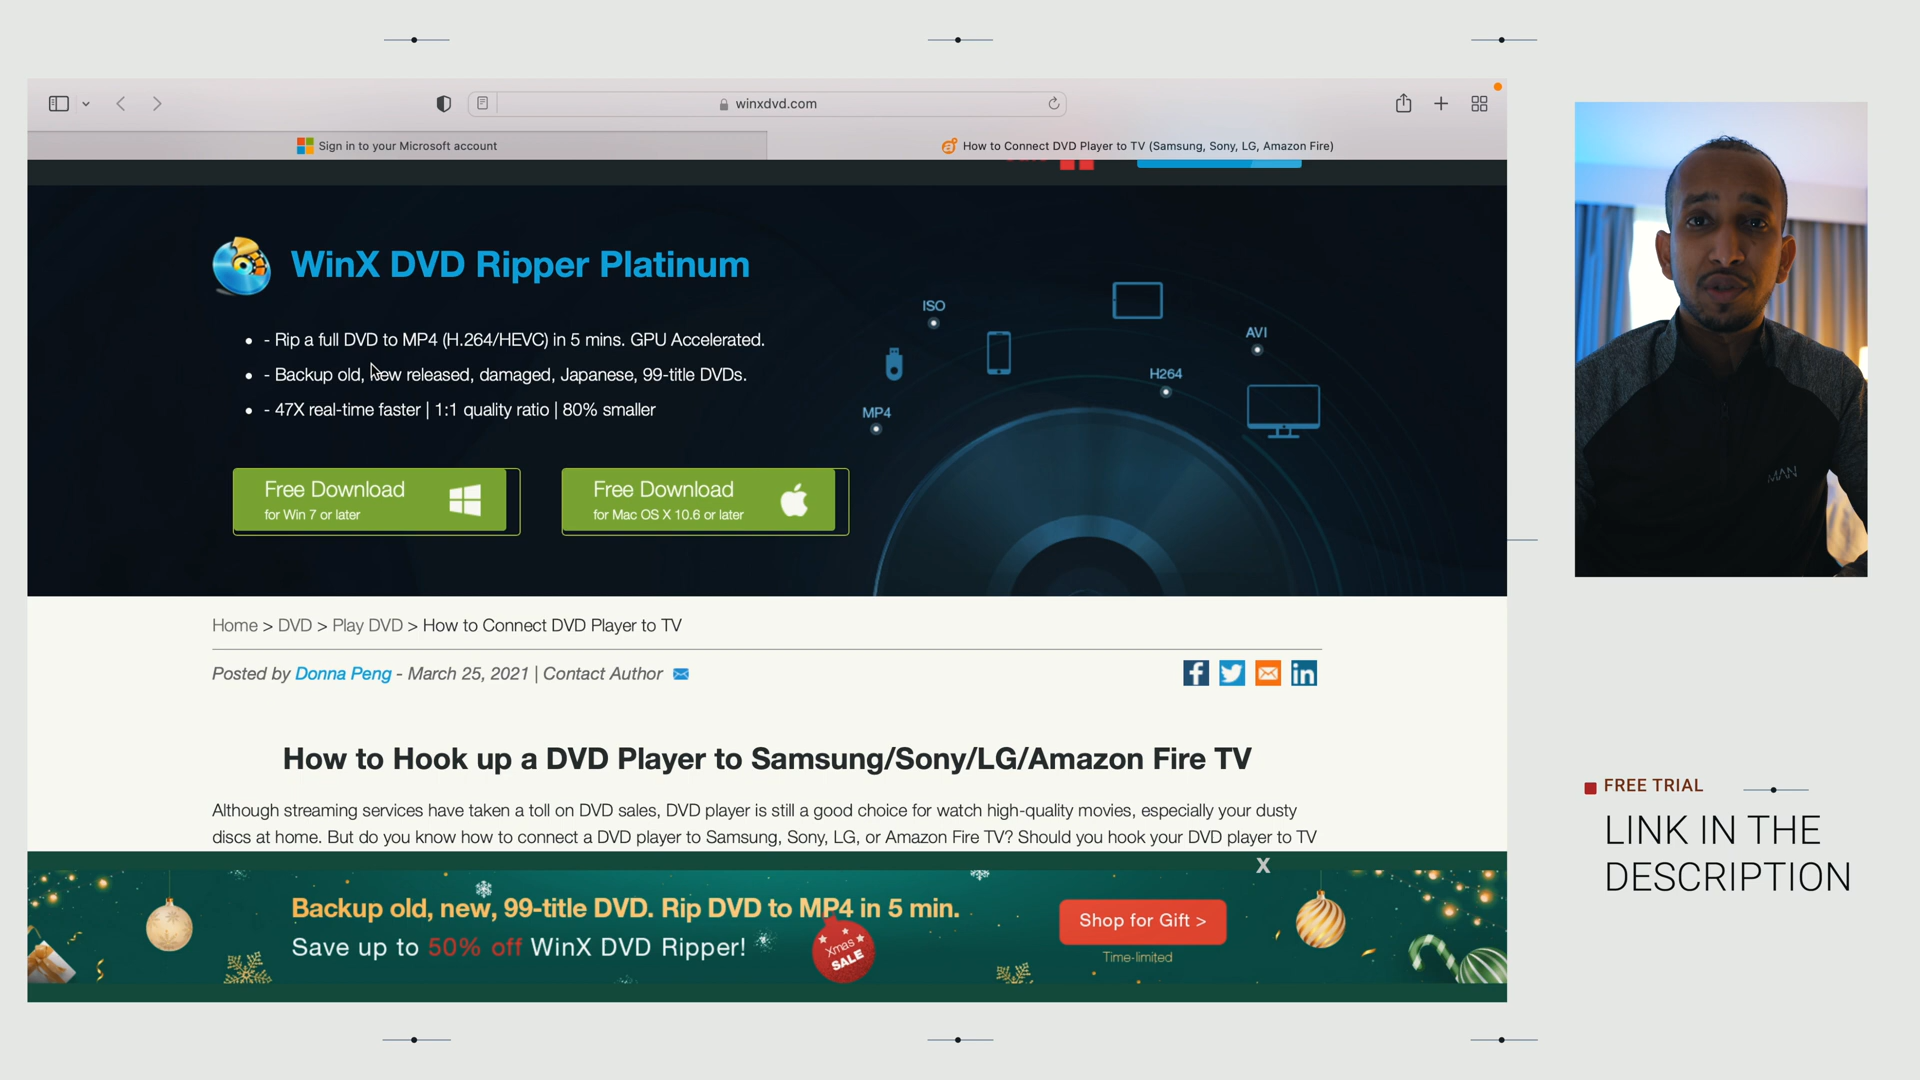 winxdvd.com
Sign in to your Microsoft account
How to Connect DVD Player to TV (Samsung, Sony, LG, Amazon Fire)
WinX DVD Ripper Platinum
- Rip a full DVD to MP4 (H.264/HEVC) in 5 mins. GPU Accelerated.
- Backup old, new released, damaged, Japanese, 99-title DVDs.
- 47X real-time faster | 1:1 quality ratio | 80% smaller
Free Download
for Win 7 or later
Free Download
for Mac OS X 10.6 or later
ISO
AVI
H264
MP4
Home > DVD > Play DVD > How to Connect DVD Player to TV
Posted by Donna Peng - March 25, 2021 | Contact Author
How to Hook up a DVD Player to Samsung/Sony/LG/Amazon Fire TV
Although streaming services have taken a toll on DVD sales, DVD player is still a good choice for watch high-quality movies, especially your dusty
discs at home. But do you know how to connect a DVD player to Samsung, Sony, LG, or Amazon Fire TV? Should you hook your DVD player to TV
X
Backup old, new, 99-title DVD. Rip DVD to MP4 in 5 min.
Save up to 50% off WinX DVD Ripper!
Xmas
SALE
Shop for Gift >
Time-limited
MAN
FREE TRIAL
LINK IN THE
DESCRIPTION